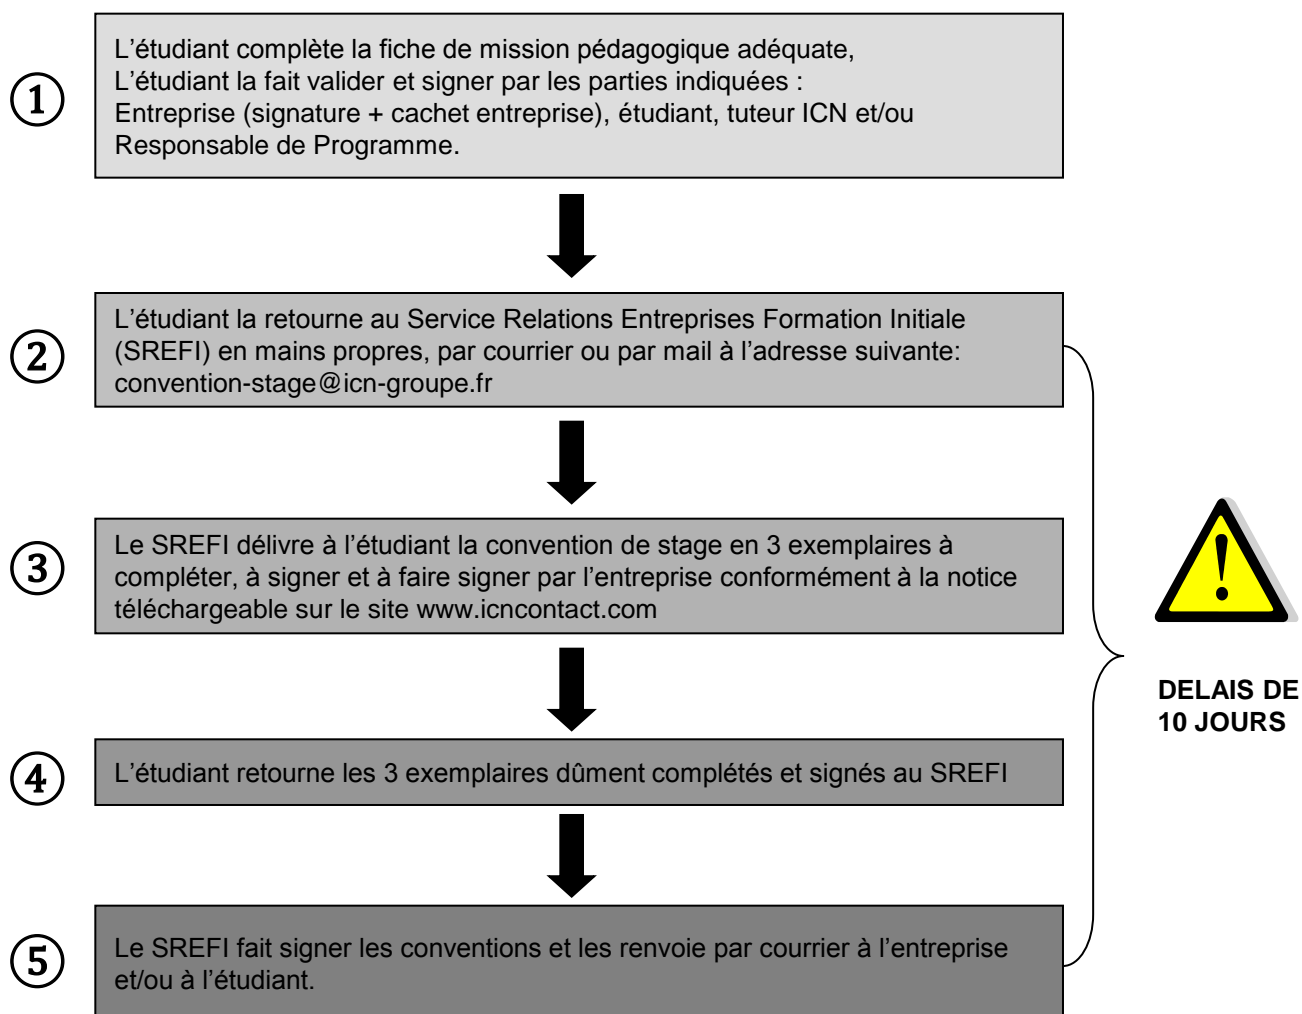 ①
L’étudiant complète la fiche de mission pédagogique adéquate,
L’étudiant la fait valider et signer par les parties indiquées :
Entreprise (signature + cachet entreprise), étudiant, tuteur ICN et/ou
Responsable de Programme.
②
L’étudiant la retourne au Service Relations Entreprises Formation Initiale
(SREFI) en mains propres, par courrier ou par mail à l’adresse suivante:
convention-stage@icn-groupe.fr
③
Le SREFI délivre à l’étudiant la convention de stage en 3 exemplaires à
compléter, à signer et à faire signer par l’entreprise conformément à la notice
téléchargeable sur le site www.icncontact.com
④
L’étudiant retourne les 3 exemplaires dûment complétés et signés au SREFI
⑤
Le SREFI fait signer les conventions et les renvoie par courrier à l’entreprise
et/ou à l’étudiant.
!
DELAIS DE
10 JOURS